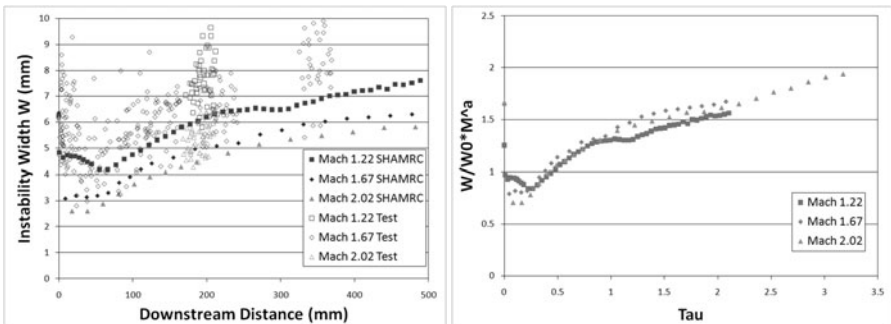 10
9
8
7
6
5
4
3
2
1
0
Instability Width W (mm)
Mach 1.22 SHAMRC
Mach 1.67 SHAMRC
Mach 2.02 SHAMRC
Mach 1.22 Test
Mach 1.67 Test
Mach 2.02 Test
0 100 200 300 400 500
Downstream Distance (mm)
2.5
2
1.5
1
0.5
0
W/W0*M^a
Mach 1.22
Mach 1.67
Mach 2.02
0 0.5 1 1.5 2 2.5 3 3.5
Tau